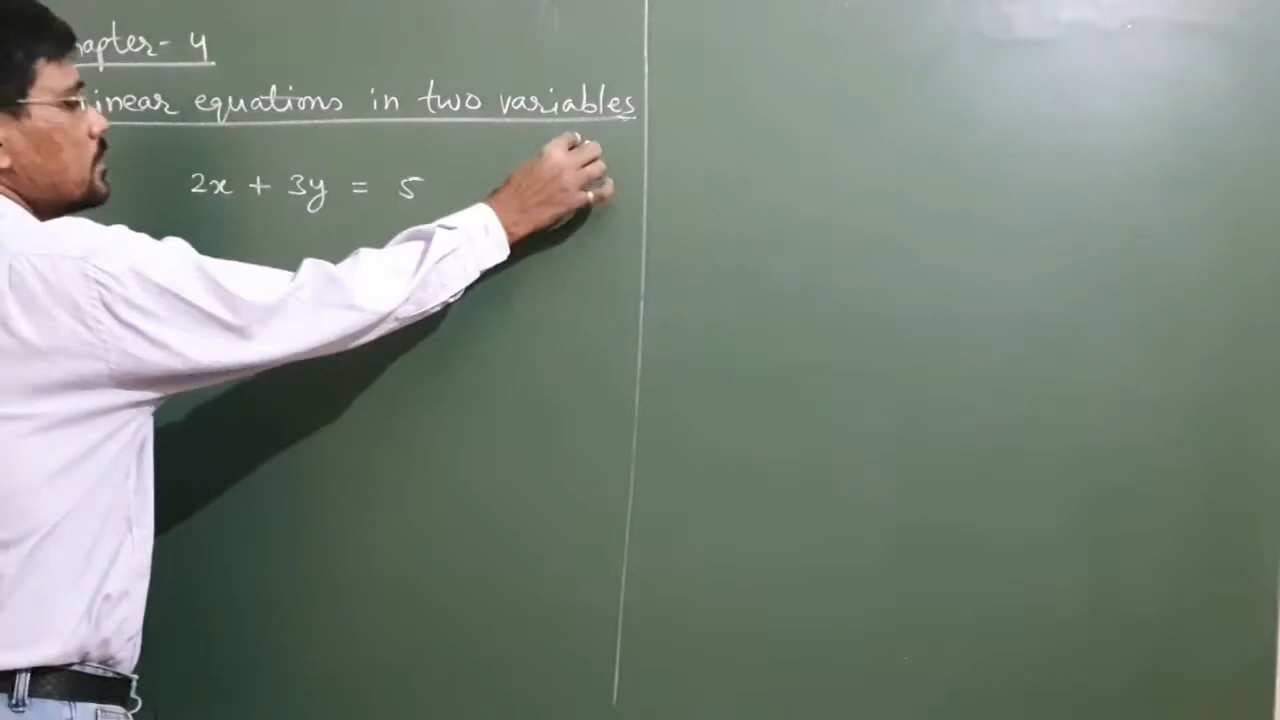 apter- 4
inear equations in two variables
2x + 3y = 5